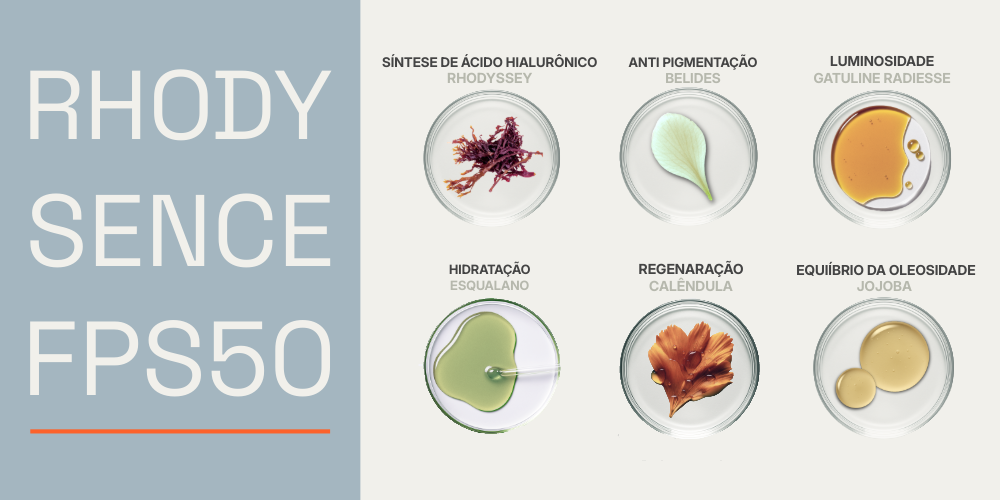 RHODY
SENCE
FPS50
SÍNTESE DE ÁCIDO HIALURÔNICO
RHODYSSEY
ANTI PIGMENTAÇÃO
BELIDES
LUMINOSIDADE
GATULINE RADIESSE
HIDRATAÇÃO
ESQUALANO
REGENARAÇÃO
CALÊNDULA
EQUIÍBRIO DA OLEOSIDADE
JOJOBA